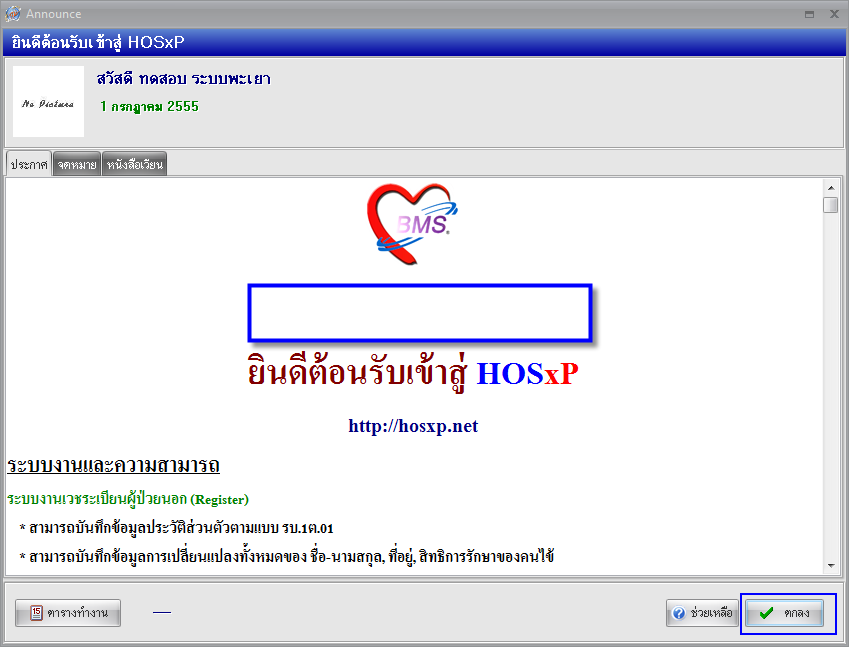 Announce
ยินดีต้อนรับเข้าสู่ HOSxP
No Picture
สวัสดี ทดสอบ ระบบพะเยา
1 กรกฎาคม 2555
ประกาศ จดหมาย หนังสือเวียน
BMS.
ยินดีต้อนรับเข้าสู่ HOSxP
http://hosxp.net
ระบบงานและความสามารถ
ระบบงานเวชระเบียนผู้ป่วยนอก (Register)
* สามารถบันทึกข้อมูลประวัติส่วนตัวตามแบบ รบ.1ต.01
* สามารถบันทึกข้อมูลการเปลี่ยนแปลงทั้งหมดของ ชื่อ-นามสกุล, ที่อยู่, สิทธิการรักษาของคนไข้
15 ตารางทำงาน ช่วยเหลือ ตกลง